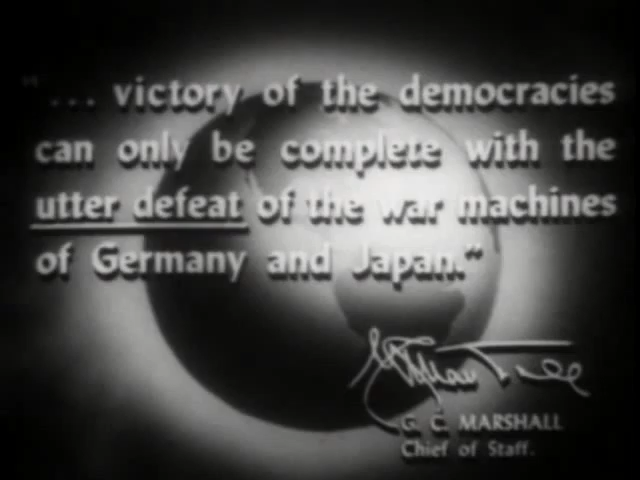 "... victory of the democracies
can only be complete with the
utter defeat of the war machines
of Germany and Japan."
G. C. Marshall
G. C. MARSHALL
Chief of Staff.